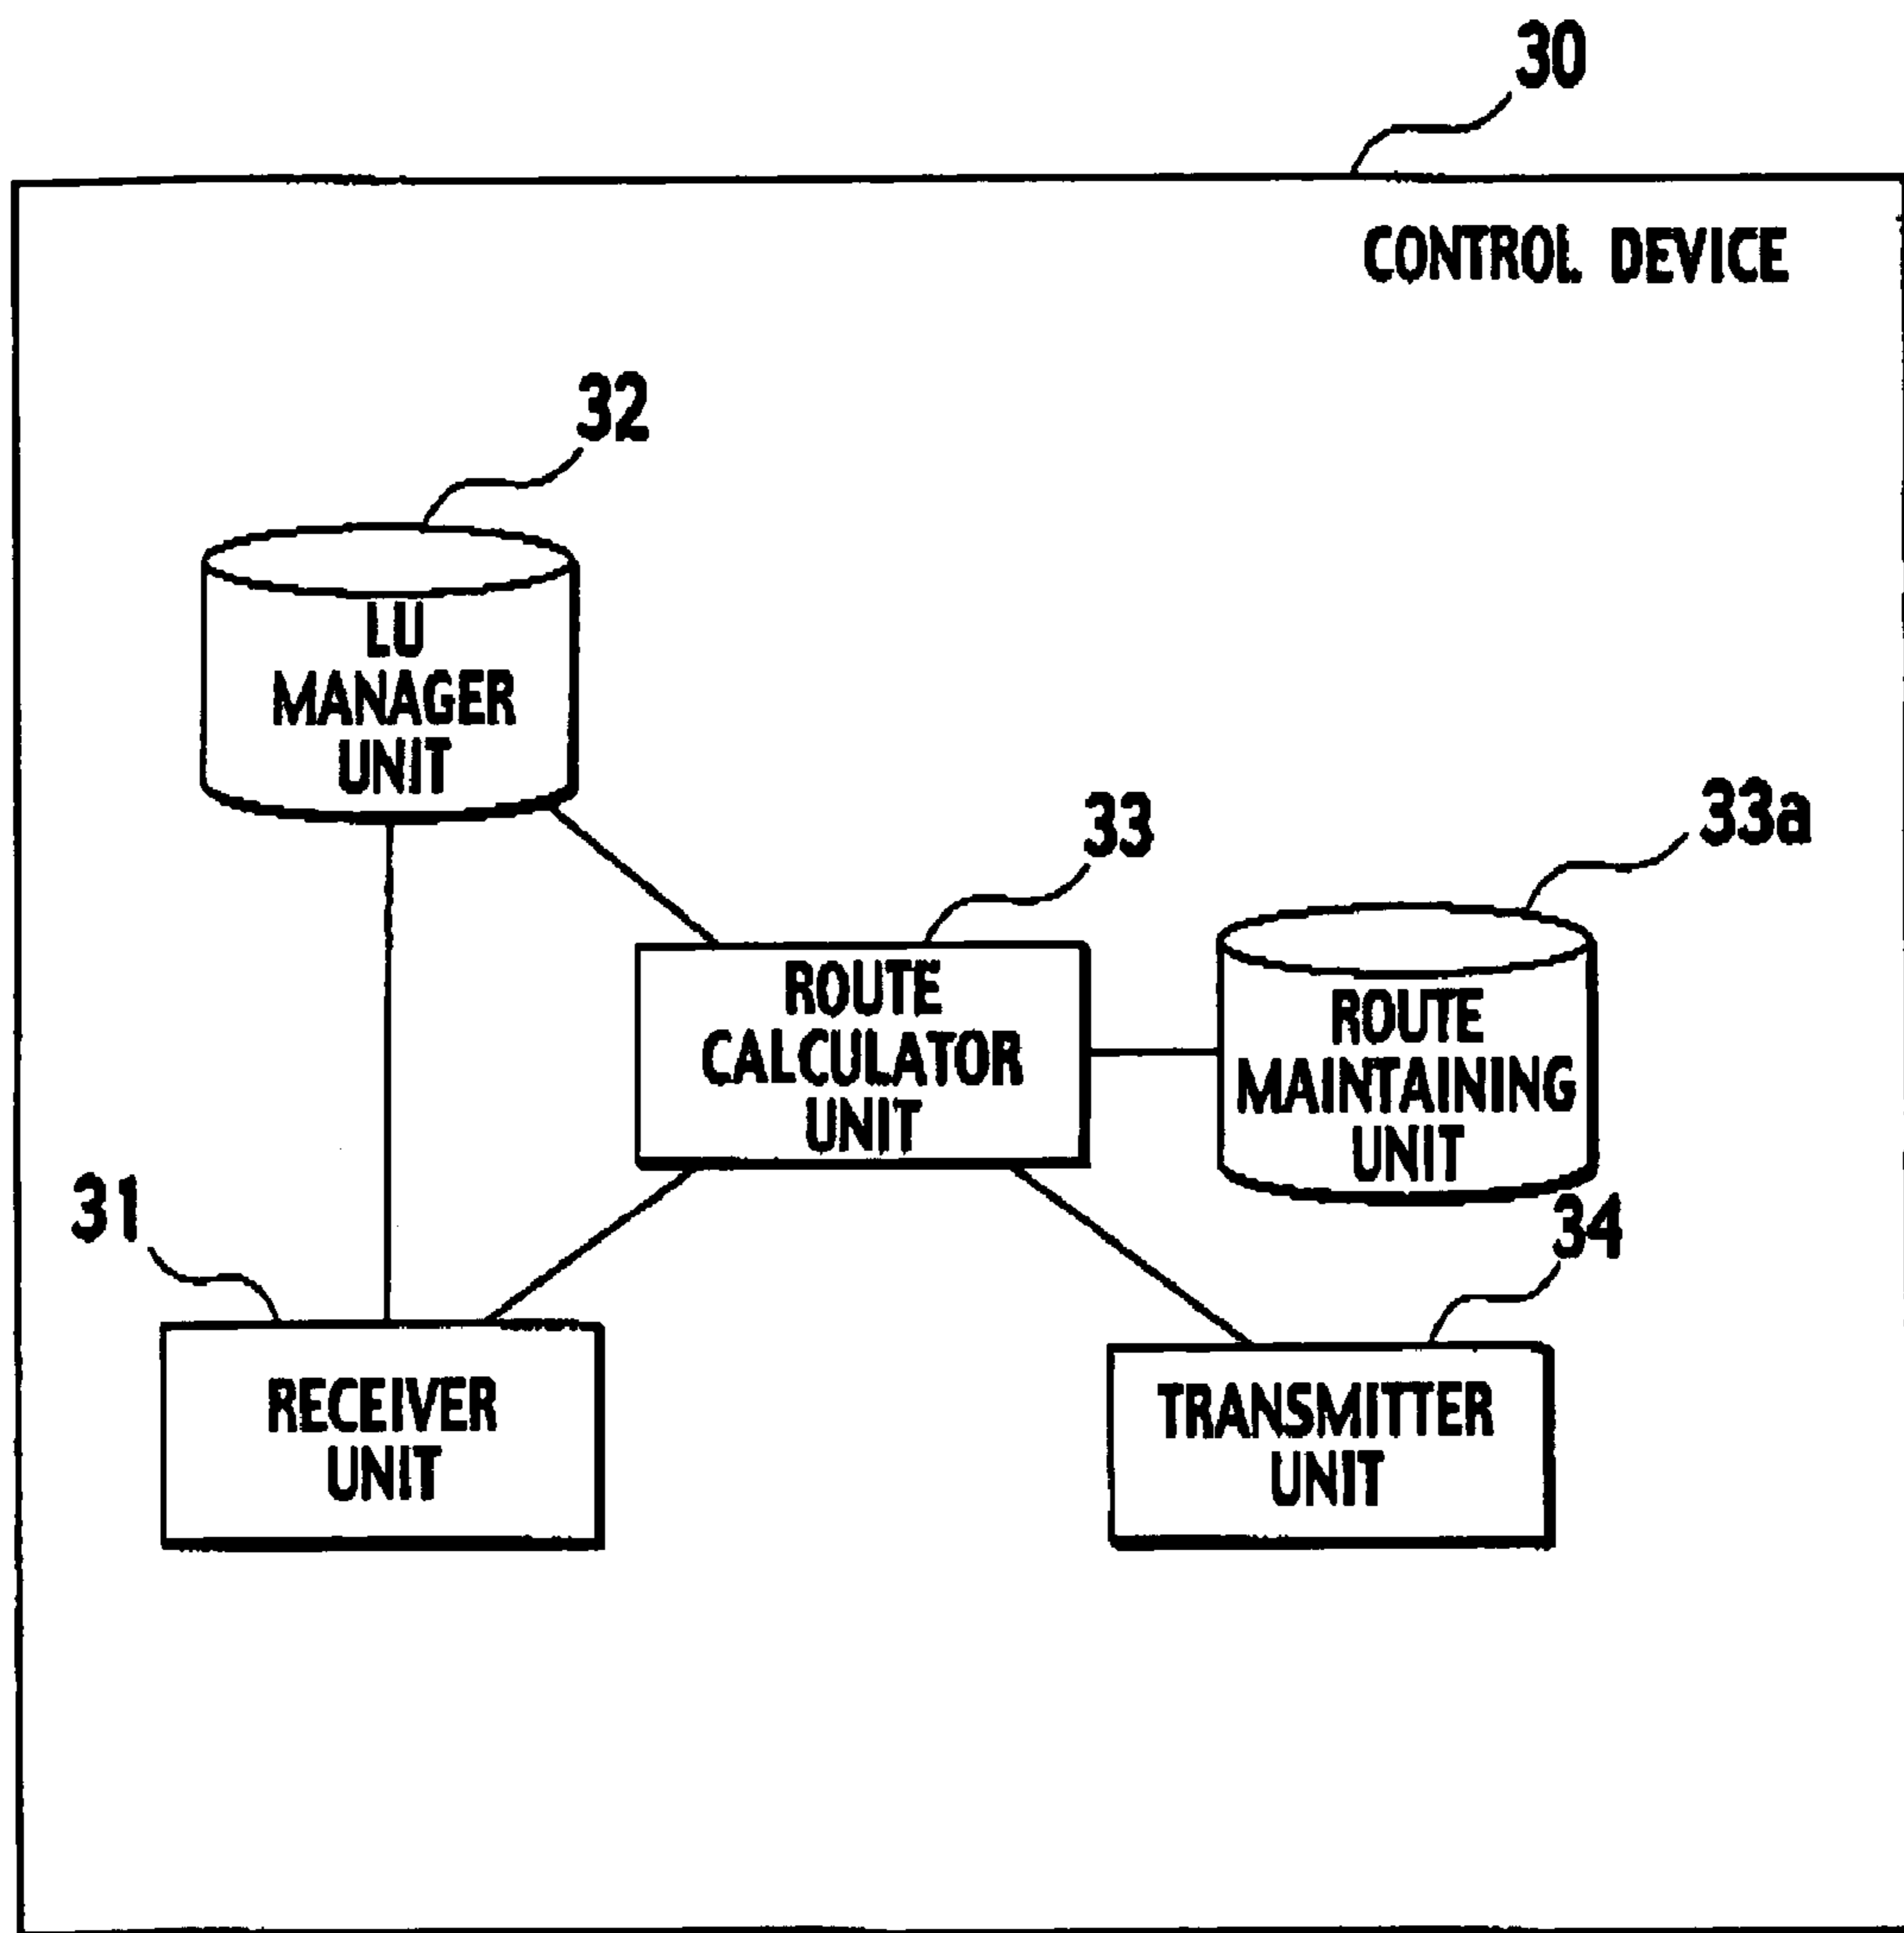 30
CONTROL DEVICE
32
LU
MANAGER
UNIT
33
33a
ROUTE
CALCULATOR
UNIT
ROUTE
MAINTAINING
UNIT
31
34
RECEIVER
UNIT
TRANSMITTER
UNIT